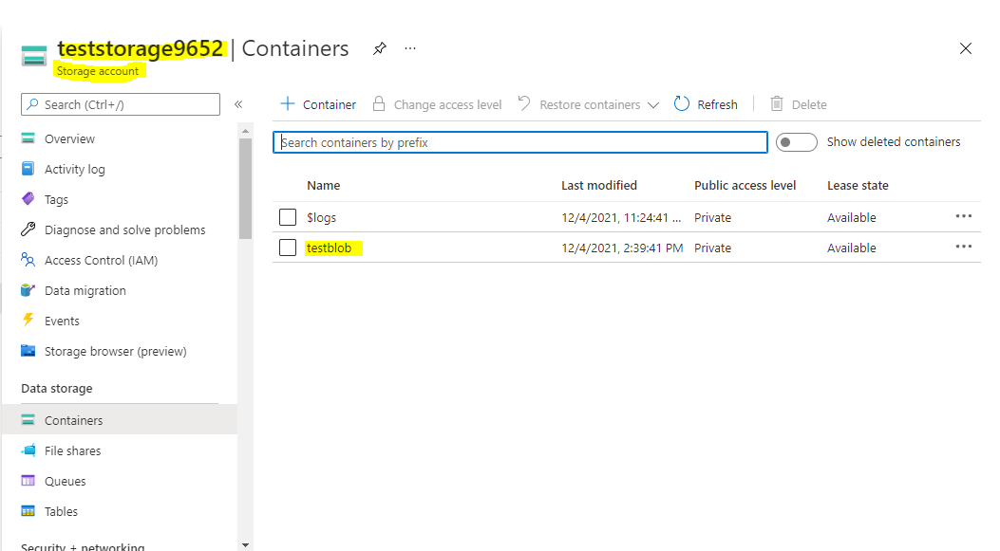 teststorage9652 | Containers ...
Storage account
Search (Ctrl+/) «
Overview
Activity log
Tags
Diagnose and solve problems
Access Control (IAM)
Data migration
Events
Storage browser (preview)
Data storage
Containers
File shares
Queues
Tables
Security + networking
+ Container Change access level Restore containers Refresh Delete
Search containers by prefix Show deleted containers
Name Last modified Public access level Lease state
$logs 12/4/2021, 11:24:41 ... Private Available ...
testblob 12/4/2021, 2:39:41 PM Private Available ...